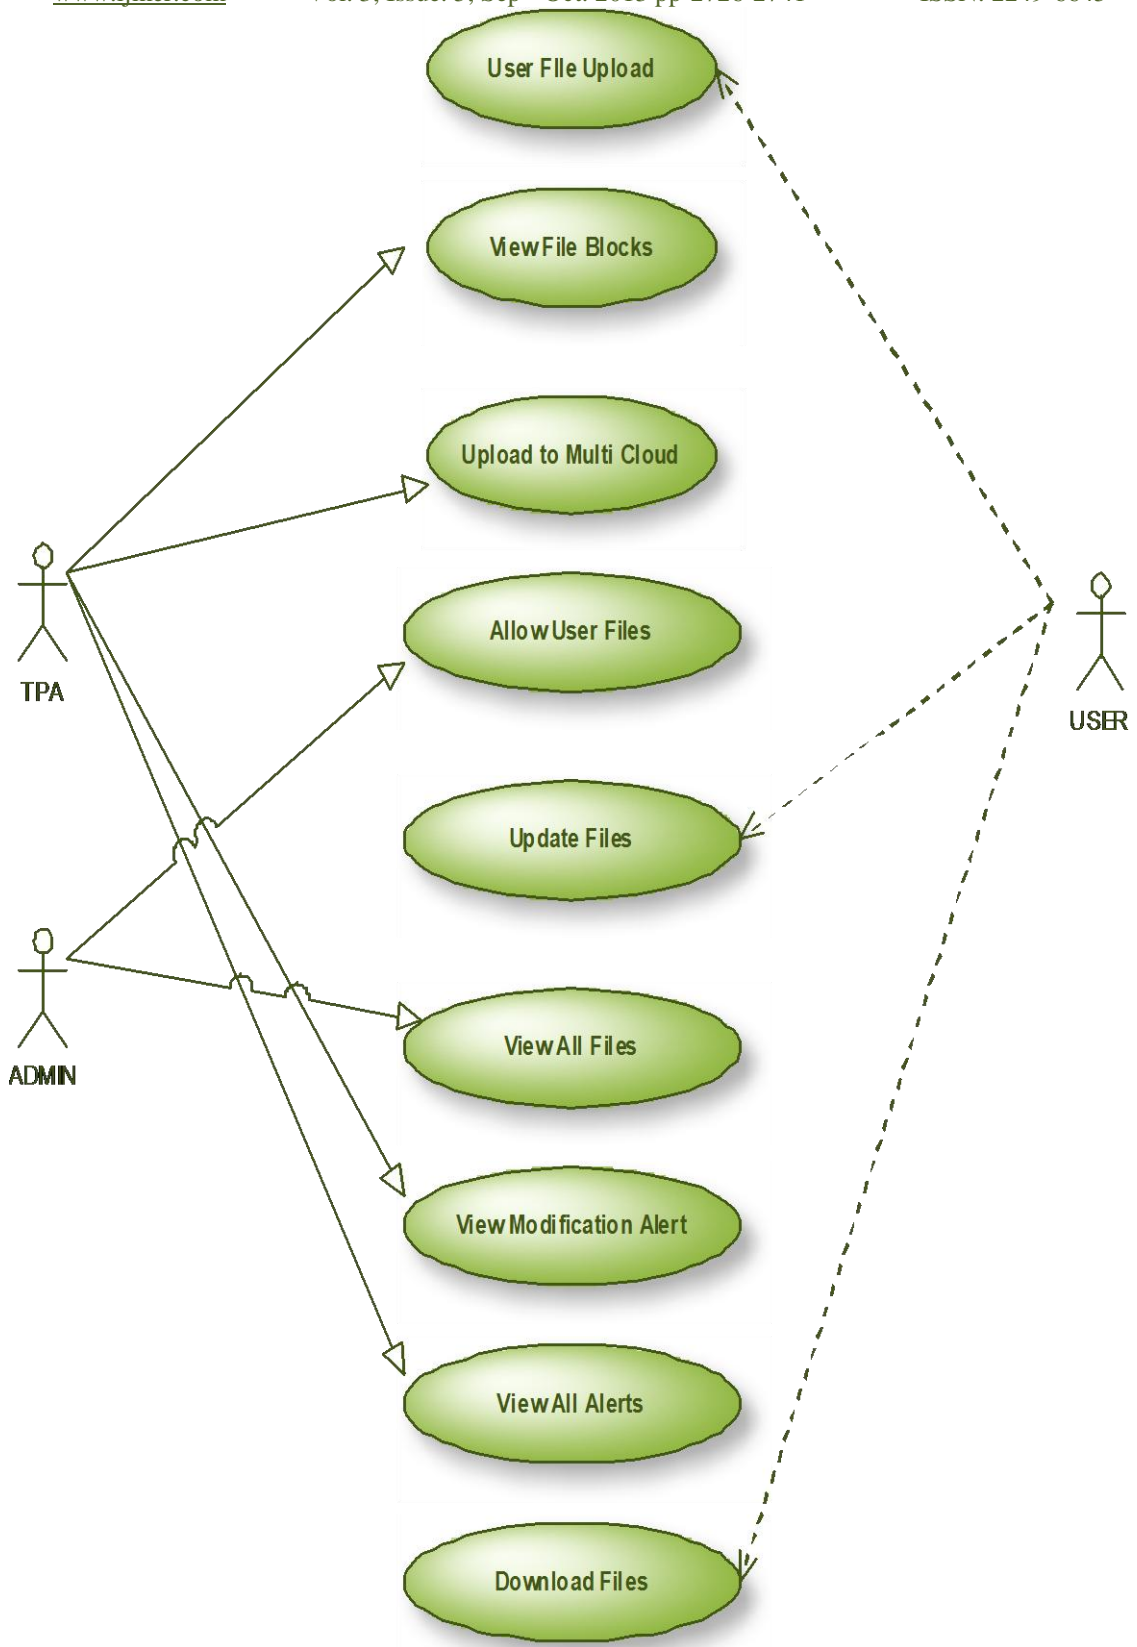 User FIle Upload
View File Blocks
Upload to Multi Cloud
Allow User Files
TPA
USER
Update Files
View All Files
ADMIN
View Modification Alert
View All Alerts
Download Files